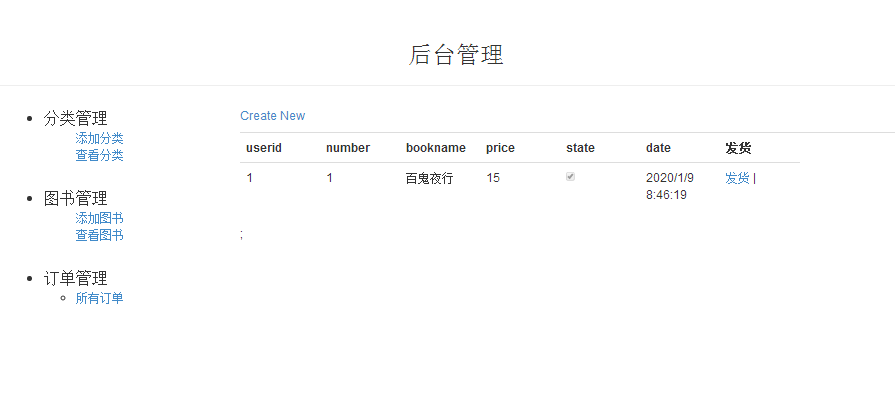 后台管理
分类管理
添加分类
查看分类
图书管理
添加图书
查看图书
订单管理
所有订单
Create New
userid number bookname price state date 发货
1 1 百鬼夜行 15 2020/1/9 发货 |
8:46:19
;